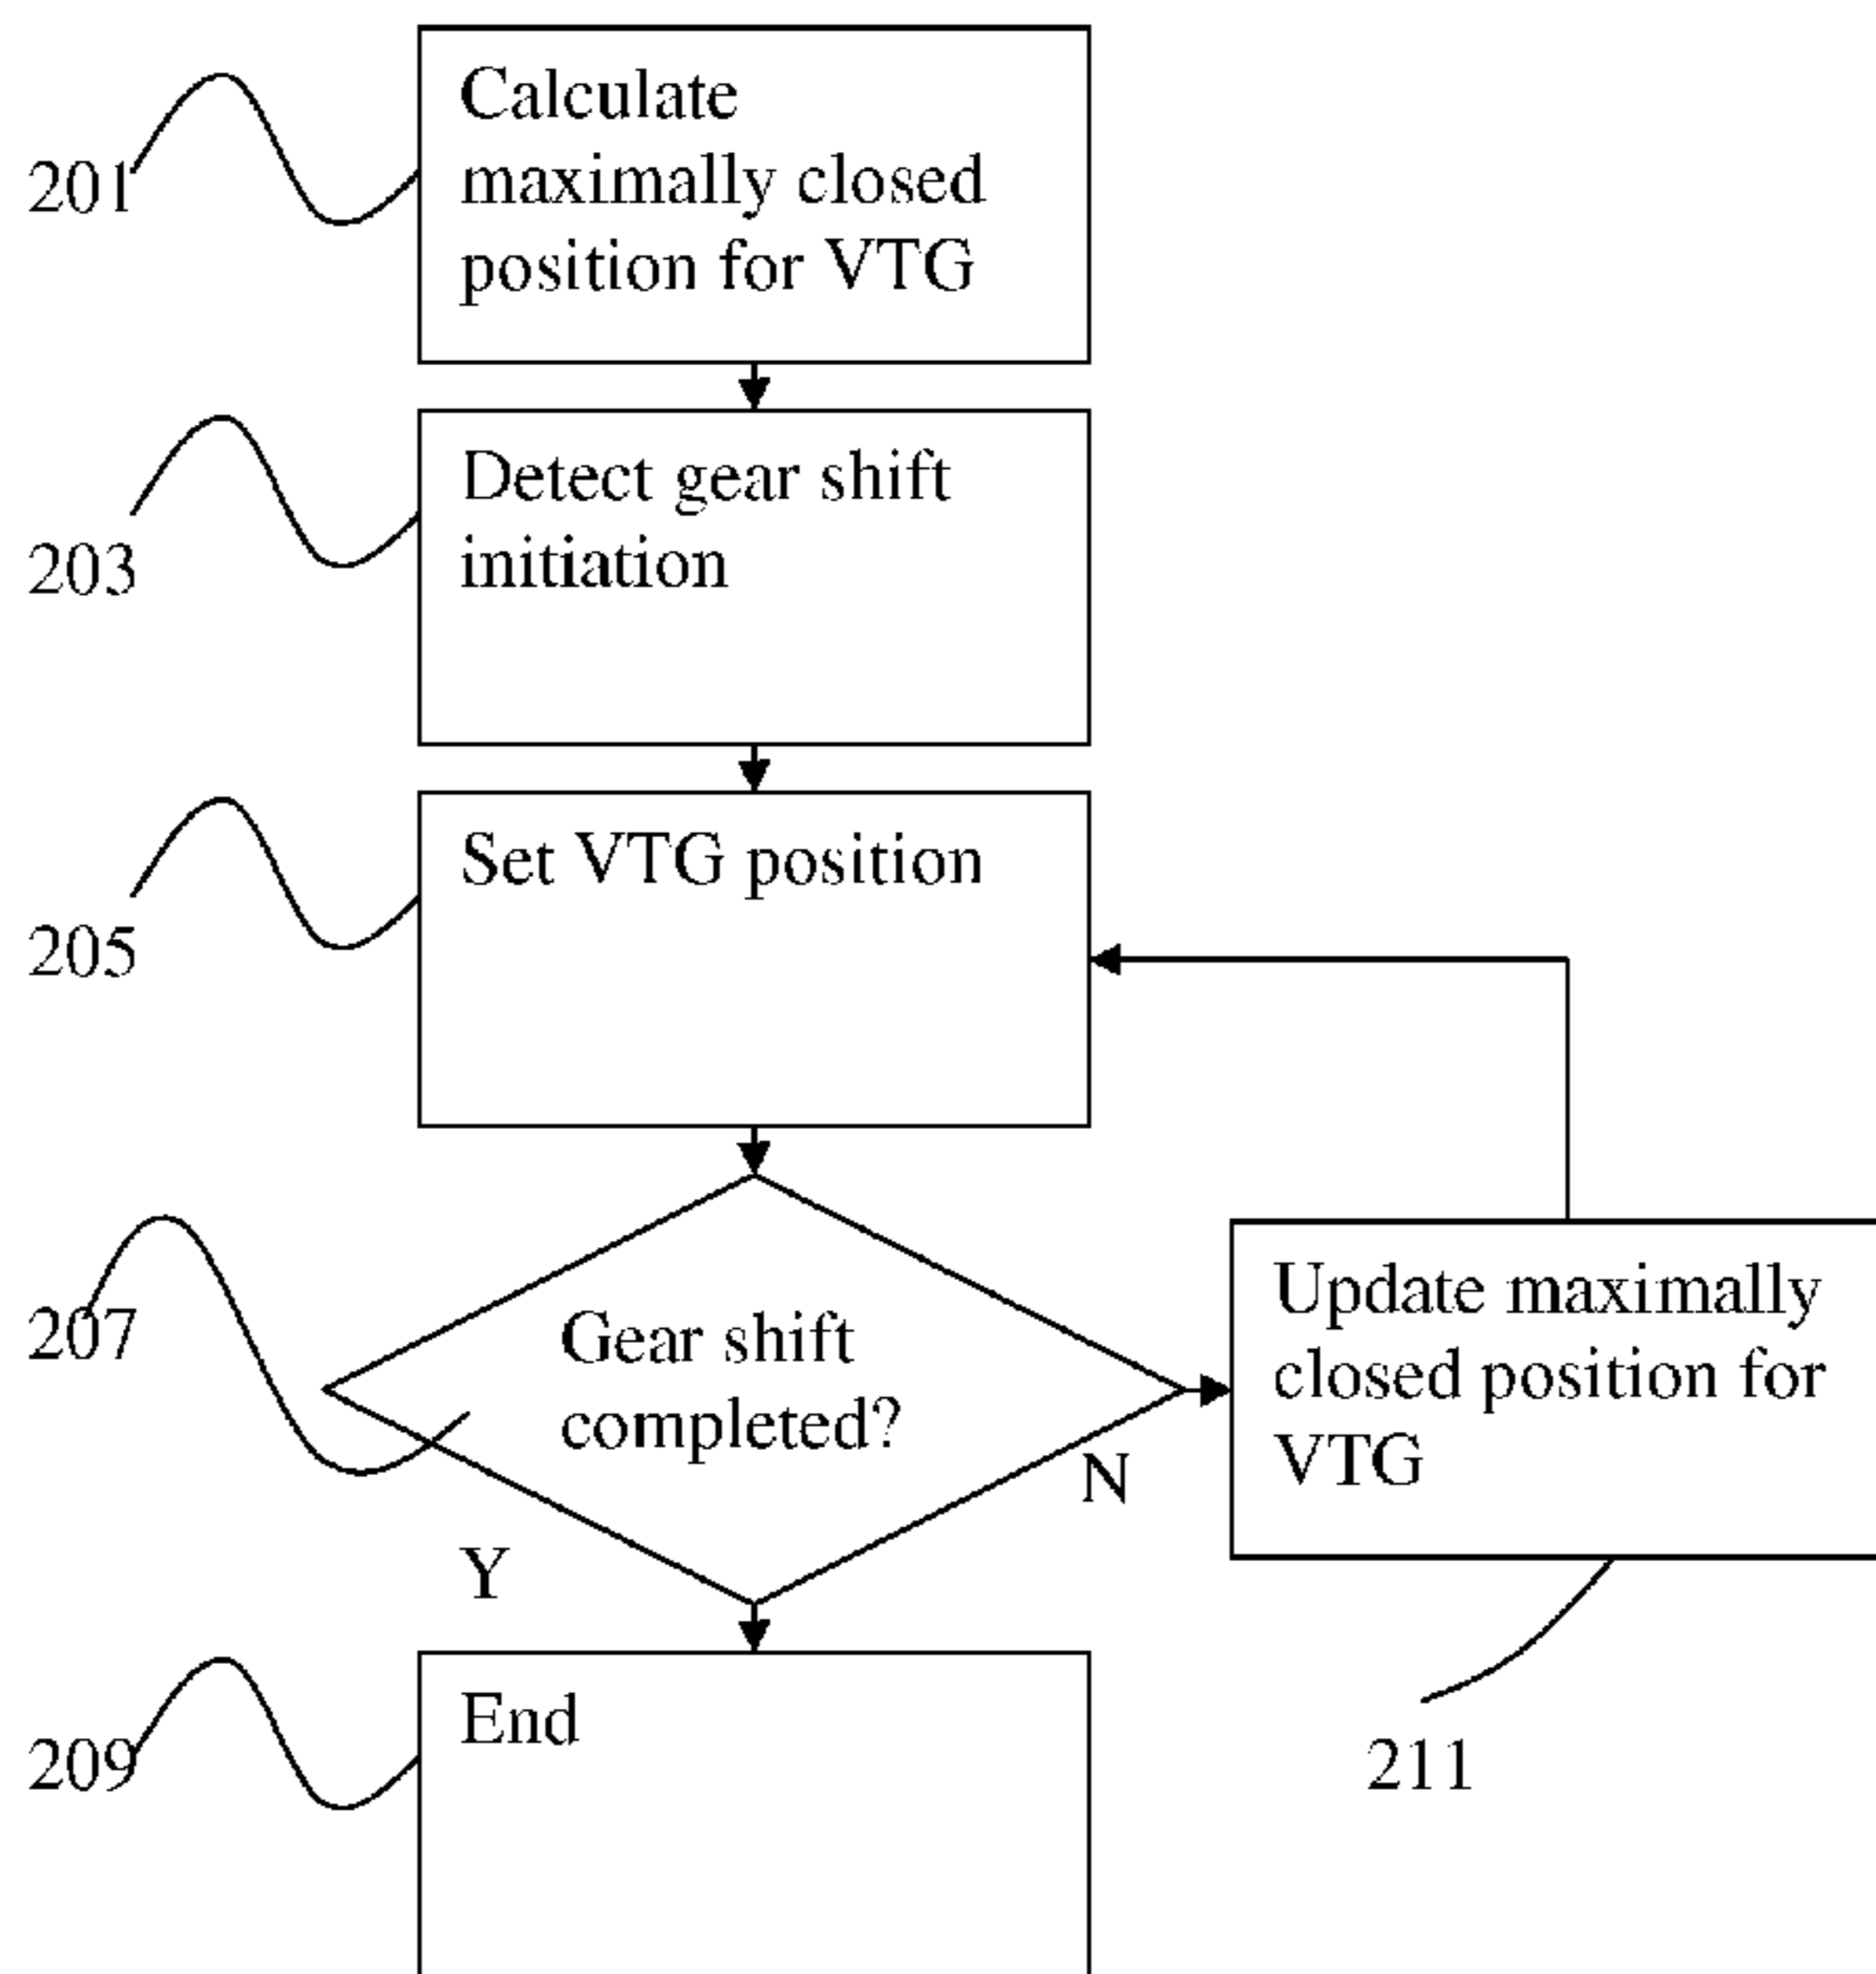 Calculate
maximally closed
position for VTG
201
Detect gear shift
initiation
203
Set VTG position
205
Gear shift
completed?
207
N
Y
Update maximally
closed position for
VTG
211
End
209